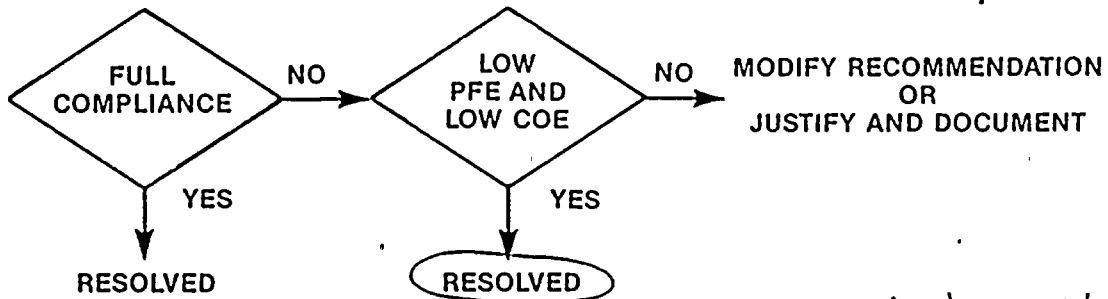 FULL
COMPLIANCE
NO
LOW
PFE AND
LOW COE
NO
MODIFY RECOMMENDATION
OR
JUSTIFY AND DOCUMENT
YES
YES
RESOLVED
RESOLVED